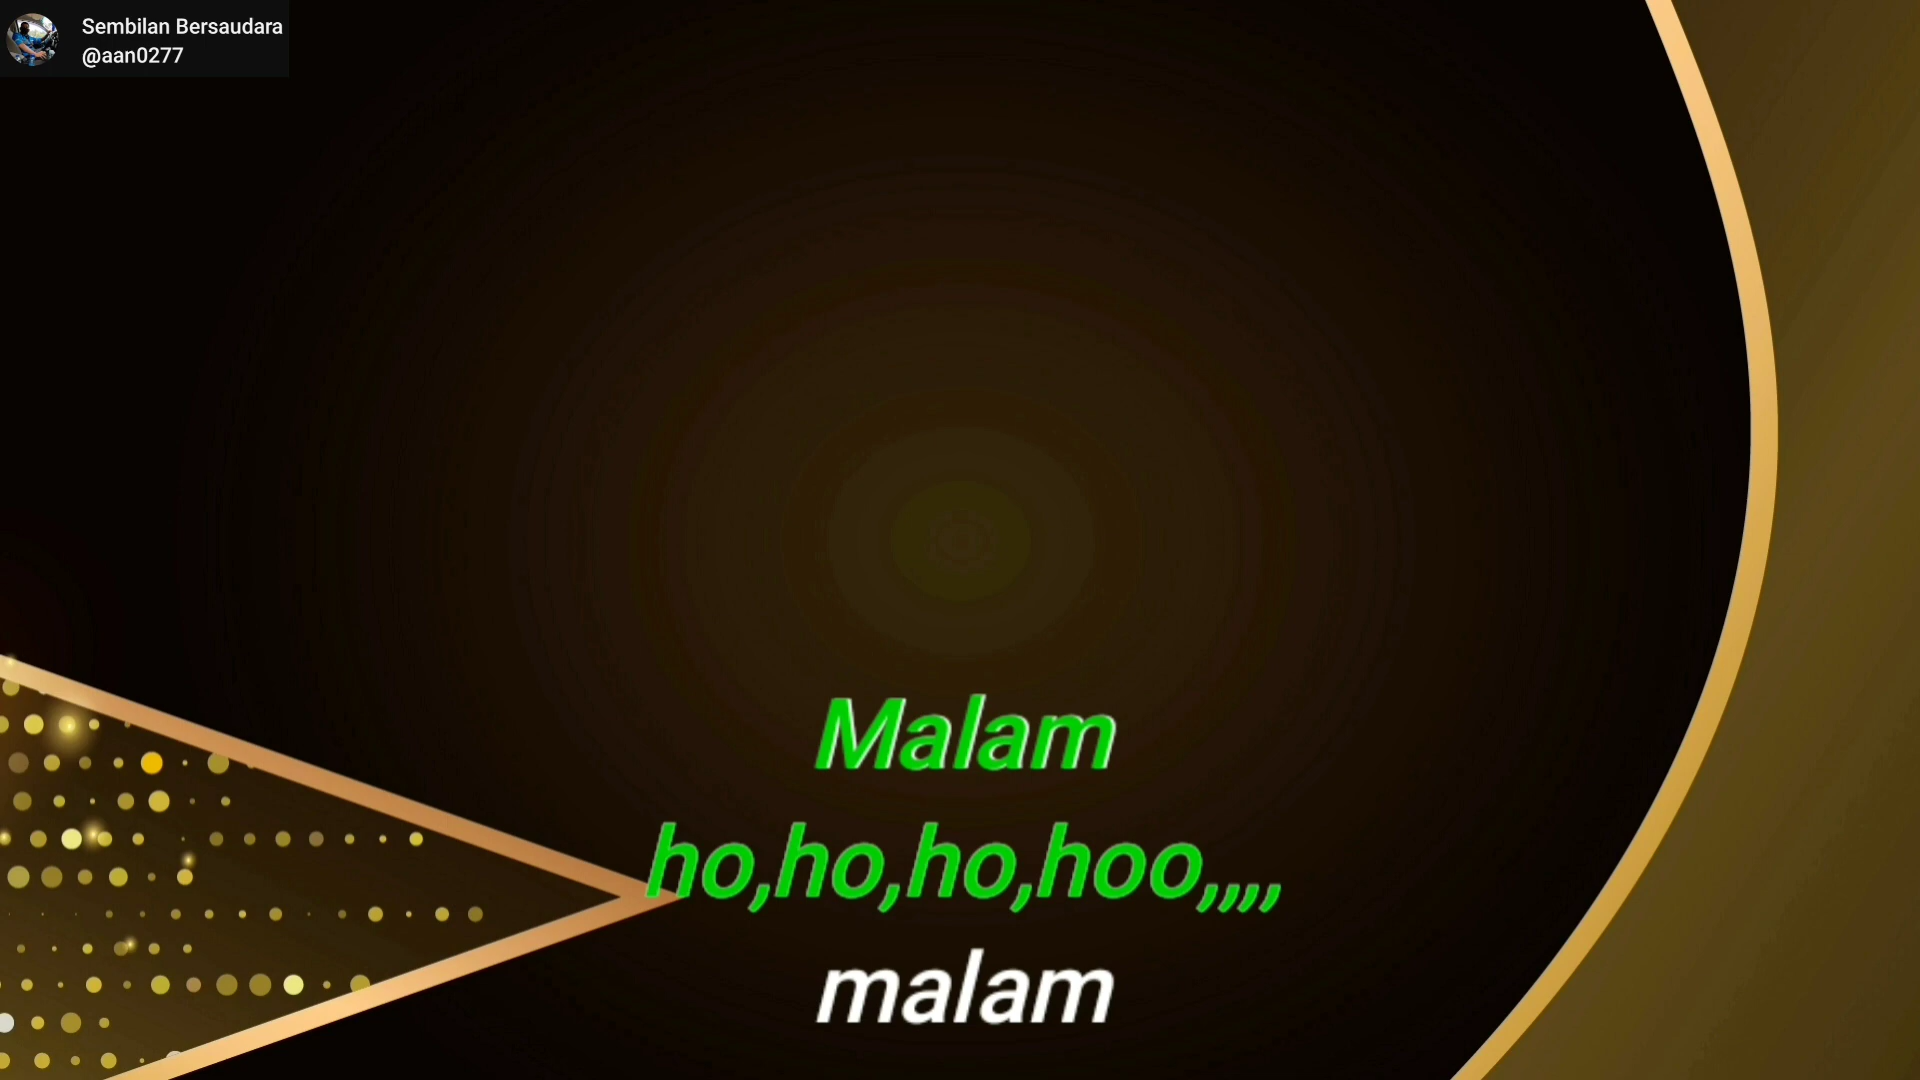 Sembilan Bersaudara
@aan0277
Malam
ho,ho,ho,hoo,,,,
malam